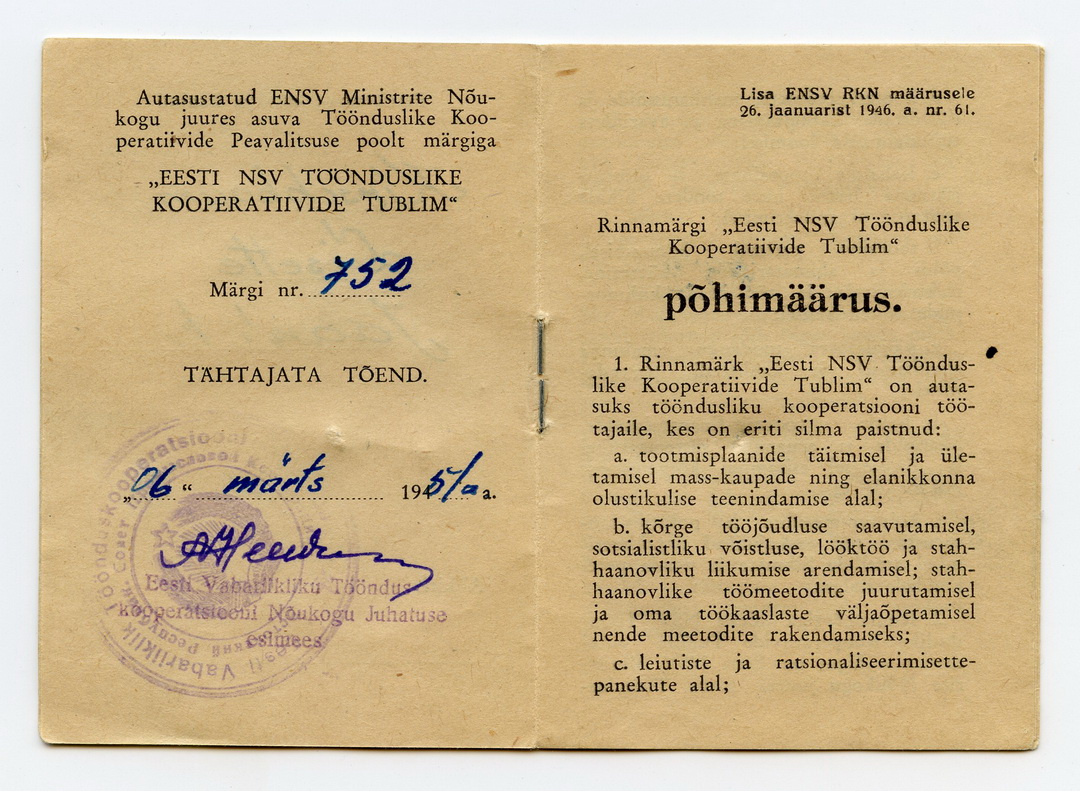 Autasustatud ENSV Ministrite Nõu-
kogu juures asuva Töönduslike Koo-
peratiivide Peavalitsuse poolt märgiga
„EESTI NSV TÖÖNDUSLIKE
KOOPERATIIVIDE TUBLIM“
Märgi nr. 752
TÄHTAJATA TÕEND.
„06“ märts 195
Eesti Vabariikliku Tööndus-
kooperatsiooni Nõukogu Juhatuse
esimees
Lisa ENSV RKN määrusele
26. jaanuarist 1946. a. nr. 61.
Rinnamärgi „Eesti NSV Töönduslike
Kooperatiivide Tublim“
põhimäärus.
1. Rinnamärk „Eesti NSV Tööndus-
like Kooperatiivide Tublim“ on auta-
suks tööndusliku kooperatsiooni töö-
tajaile, kes on eriti silma paistnud:
a. tootmisplaanide täitmisel ja üle-
tamisel mass-kaupade ning elanikkonna
olustikulise teenindamise alal;
b. kõrge tööjõudluse saavutamisel,
sotsialistliku võistluse, lööktöö ja stah-
haanovliku liikumise arendamisel; stah-
haanovlike töömeetodite juurutamisel
ja oma töökaaslaste väljaõpetamisel
nende meetodite rakendamiseks;
c. leiutiste ja ratsionaliseerimisette-
panekute alal;